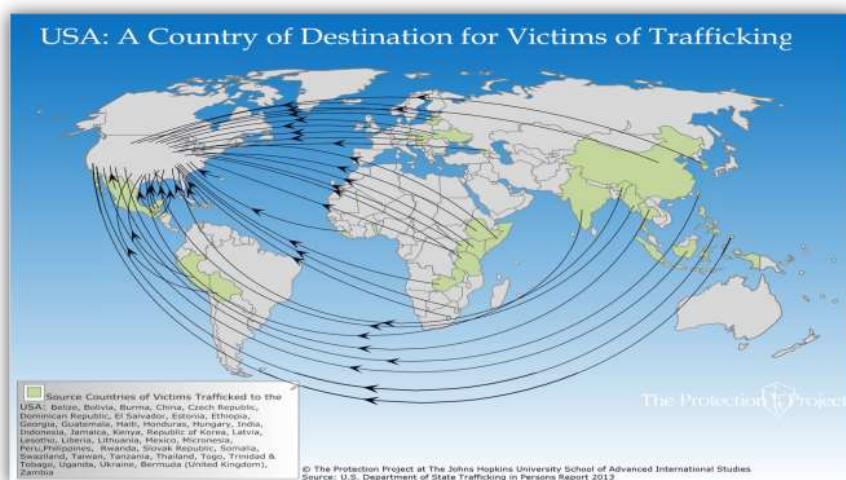 USA: A Country of Destination for Victims of Trafficking
Source Countries of Victims Trafficked to the
USA: Belize, Bolivia, Burma, China, Czech Republic,
Dominican Republic, El Salvador, Estonia, Ethiopia,
Georgia, Guatemala, Haiti, Honduras, Hungary, India,
Indonesia, Jamaica, Kenya, Republic of Korea, Latvia,
Lesotho, Liberia, Lithuania, Mexico, Micronesia,
Peru,Philippines, Rwanda, Slovak Republic, Somalia,
Swaziland, Taiwan, Tanzania, Thailand, Togo, Trinidad &
Tobago, Uganda, Ukraine, Bermuda (United Kingdom),
Zambia
The Protection Project
© The Protection Project at The Johns Hopkins University School of Advanced International Studies
Source: U.S. Department of State Trafficking in Persons Report 2013